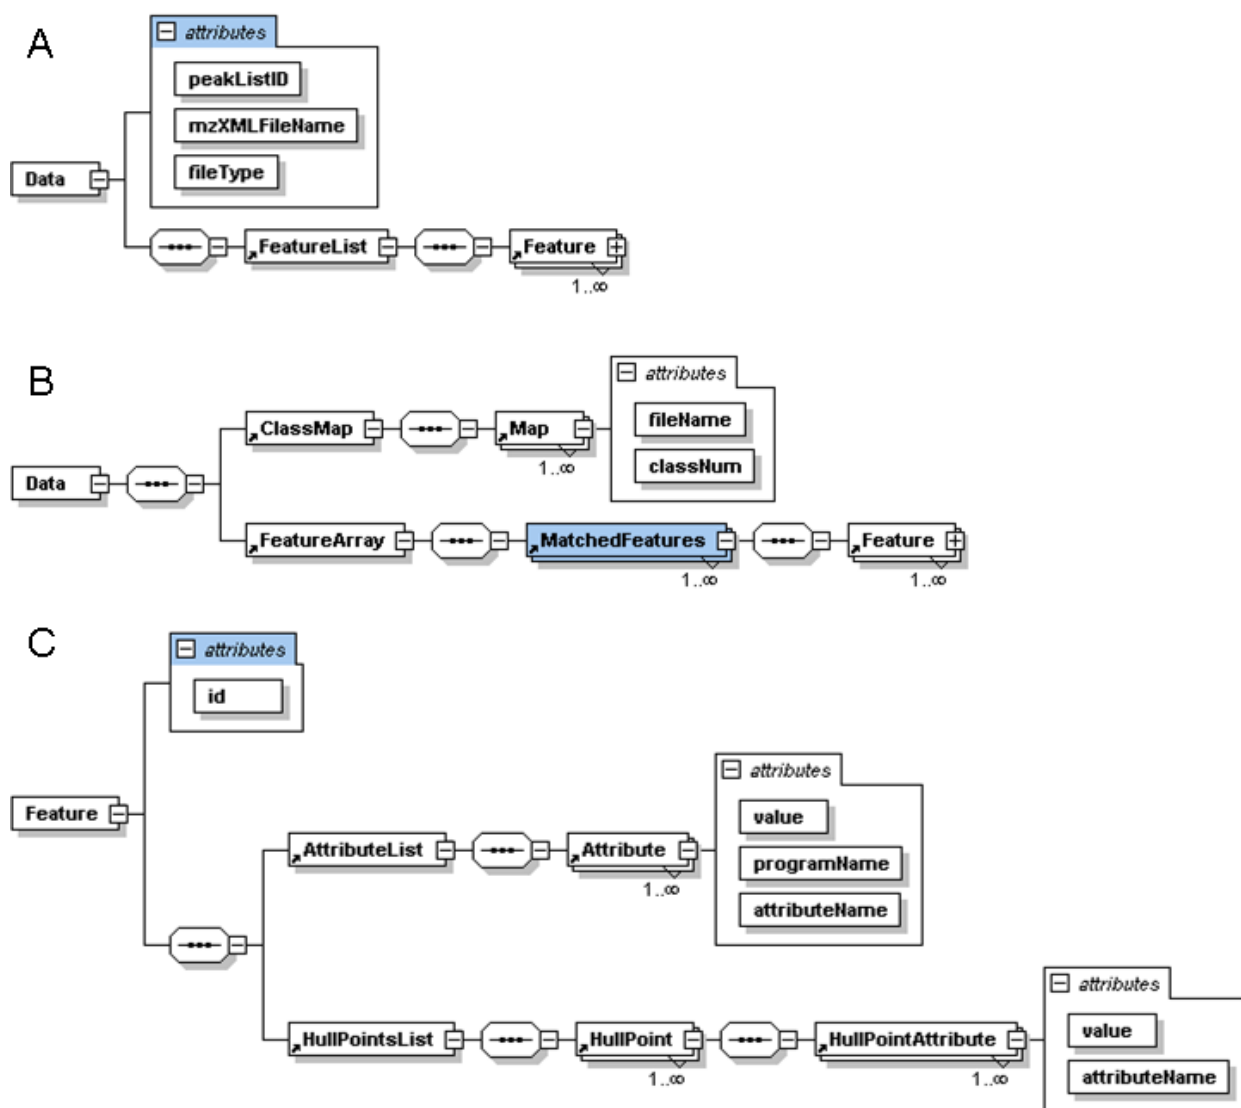 A
attributes
peakListID
mzXMLFileName
fileType
Data
FeatureList
Feature
1..∞
B
attributes
fileName
classNum
ClassMap
Map
1..∞
Data
FeatureArray
MatchedFeatures
Feature
1..∞
1..∞
C
attributes
id
Feature
attributes
value
programName
attributeName
AttributeList
Attribute
1..∞
attributes
value
attributeName
HullPointsList
HullPoint
HullPointAttribute
1..∞
1..∞